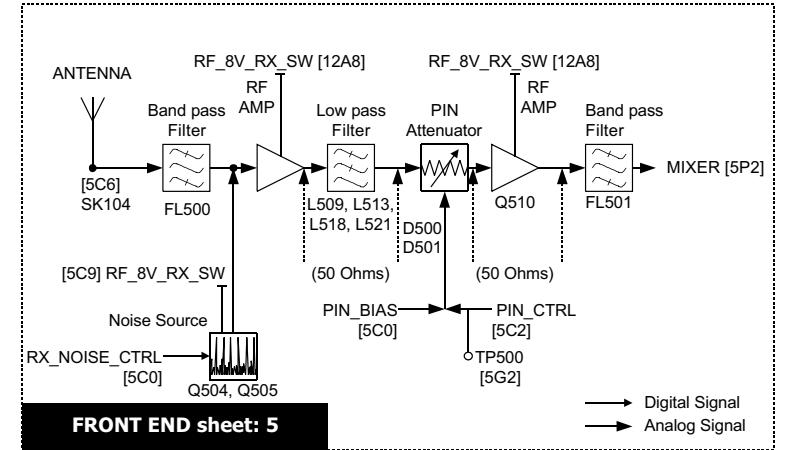 RF_8V_RX_SW [12A8]
RF_8V_RX_SW [12A8]
ANTENNA
RF
AMP
RF
AMP
Band pass
Filter
Low pass
Filter
PIN
Attenuator
Band pass
Filter
MIXER [5P2]
[5C6]
SK104
FL500
L509, L513,
L518, L521
D500
D501
Q510
FL501
[5C9] RF_8V_RX_SW
(50 Ohms)
(50 Ohms)
Noise Source
PIN_BIAS
[5C0]
PIN_CTRL
[5C2]
RX_NOISE_CTRL
[5C0]
TP500
[5G2]
Q504, Q505
FRONT END sheet: 5
Digital Signal
Analog Signal